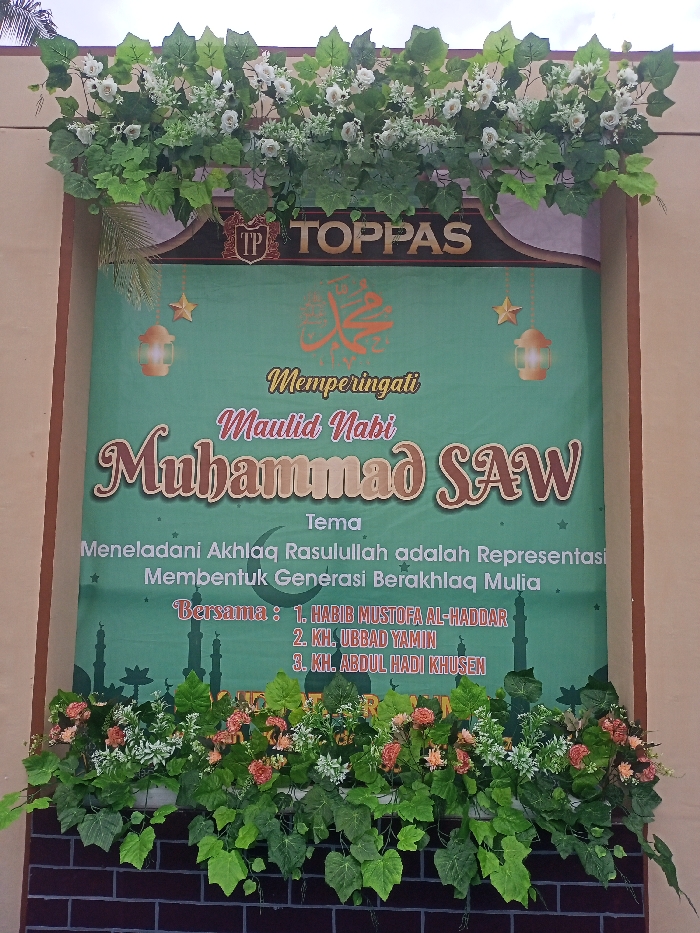 TP TOPPAS
محمد
Memperingati
Maulid Nabi
Muhammad SAW
Tema
Meneladani Akhlaq Rasulullah adalah Representasi
Membentuk Generasi Berakhlaq Mulia
Bersama : 1. HABIB MUSTOFA AL-HADDAR
2. KH. UBBAD YAMIN
3. KH. ABDUL HADI KHUSEN